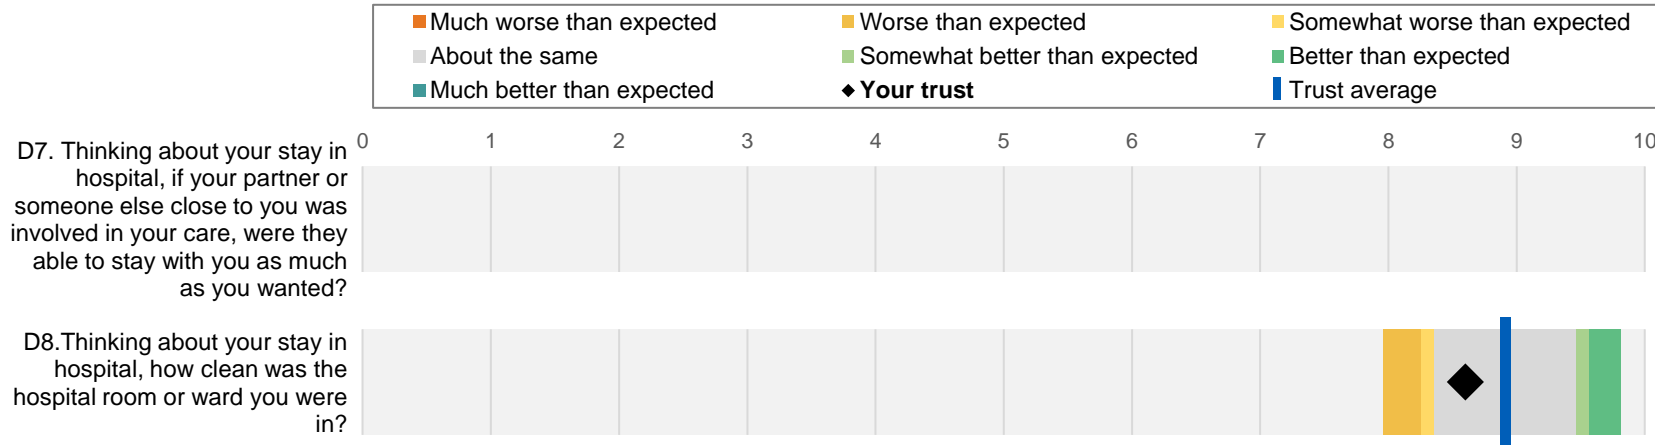 Much worse than expected
Worse than expected
Somewhat worse than expected
About the same
Somewhat better than expected
Better than expected
Much better than expected
Your trust
Trust average
0 1 2 3 4 5 6 7 8 9 10
D7. Thinking about your stay in
hospital, if your partner or
someone else close to you was
involved in your care, were they
able to stay with you as much
as you wanted?
D8.Thinking about your stay in
hospital, how clean was the
hospital room or ward you were
in?